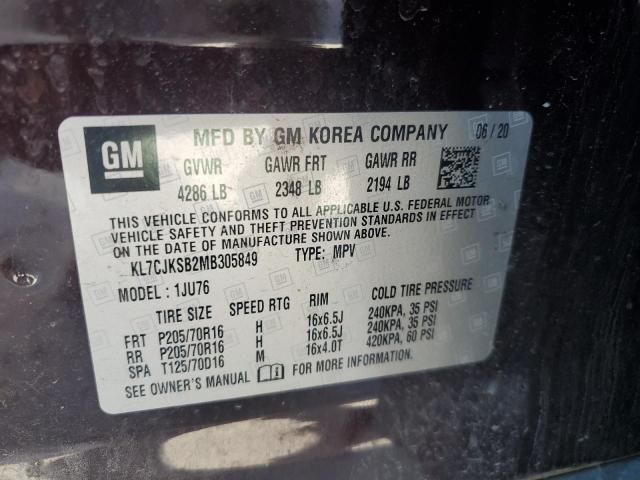 GM MFD BY GM KOREA COMPANY 06/20
GVWR GAWR FRT GAWR RR
4286 LB 2348 LB 2194 LB
THIS VEHICLE CONFORMS TO ALL APPLICABLE U.S. FEDERAL MOTOR
VEHICLE SAFETY AND THEFT PREVENTION STANDARDS IN EFFECT
ON THE DATE OF MANUFACTURE SHOWN ABOVE.
KL7CJKSB2MB305849 TYPE: MPV
MODEL: 1JU76
TIRE SIZE SPEED RTG RIM COLD TIRE PRESSURE
FRT P205/70R16 H 16x6.5J 240KPA, 35 PSI
RR P205/70R16 H 16x6.5J 240KPA, 35 PSI
SPA T125/70D16 M 16x4.0T 420KPA, 60 PSI
SEE OWNER'S MANUAL FOR MORE INFORMATION.